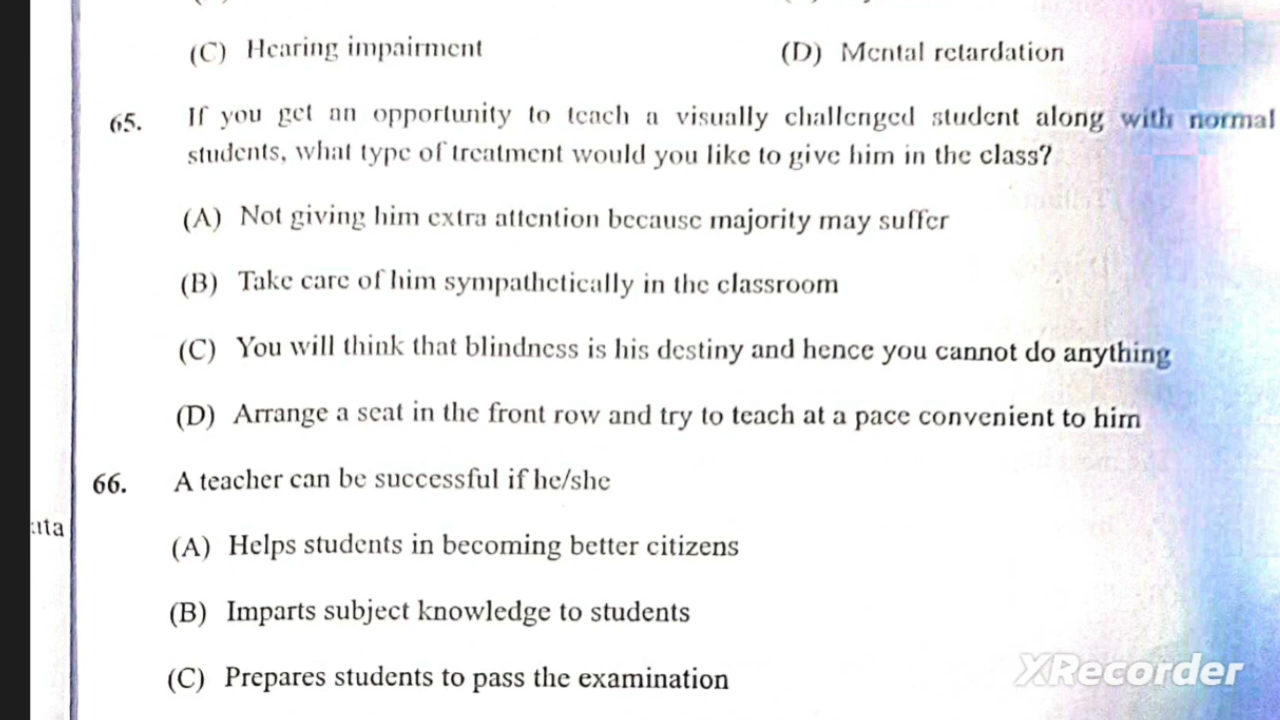 (C) Hearing impairment (D) Mental retardation
65. If you get an opportunity to teach a visually challenged student along with normal
students, what type of treatment would you like to give him in the class?
(A) Not giving him extra attention because majority may suffer
(B) Take care of him sympathetically in the classroom
(C) You will think that blindness is his destiny and hence you cannot do anything
(D) Arrange a seat in the front row and try to teach at a pace convenient to him
66. A teacher can be successful if he/she
(A) Helps students in becoming better citizens
(B) Imparts subject knowledge to students
(C) Prepares students to pass the examination
XRecorder